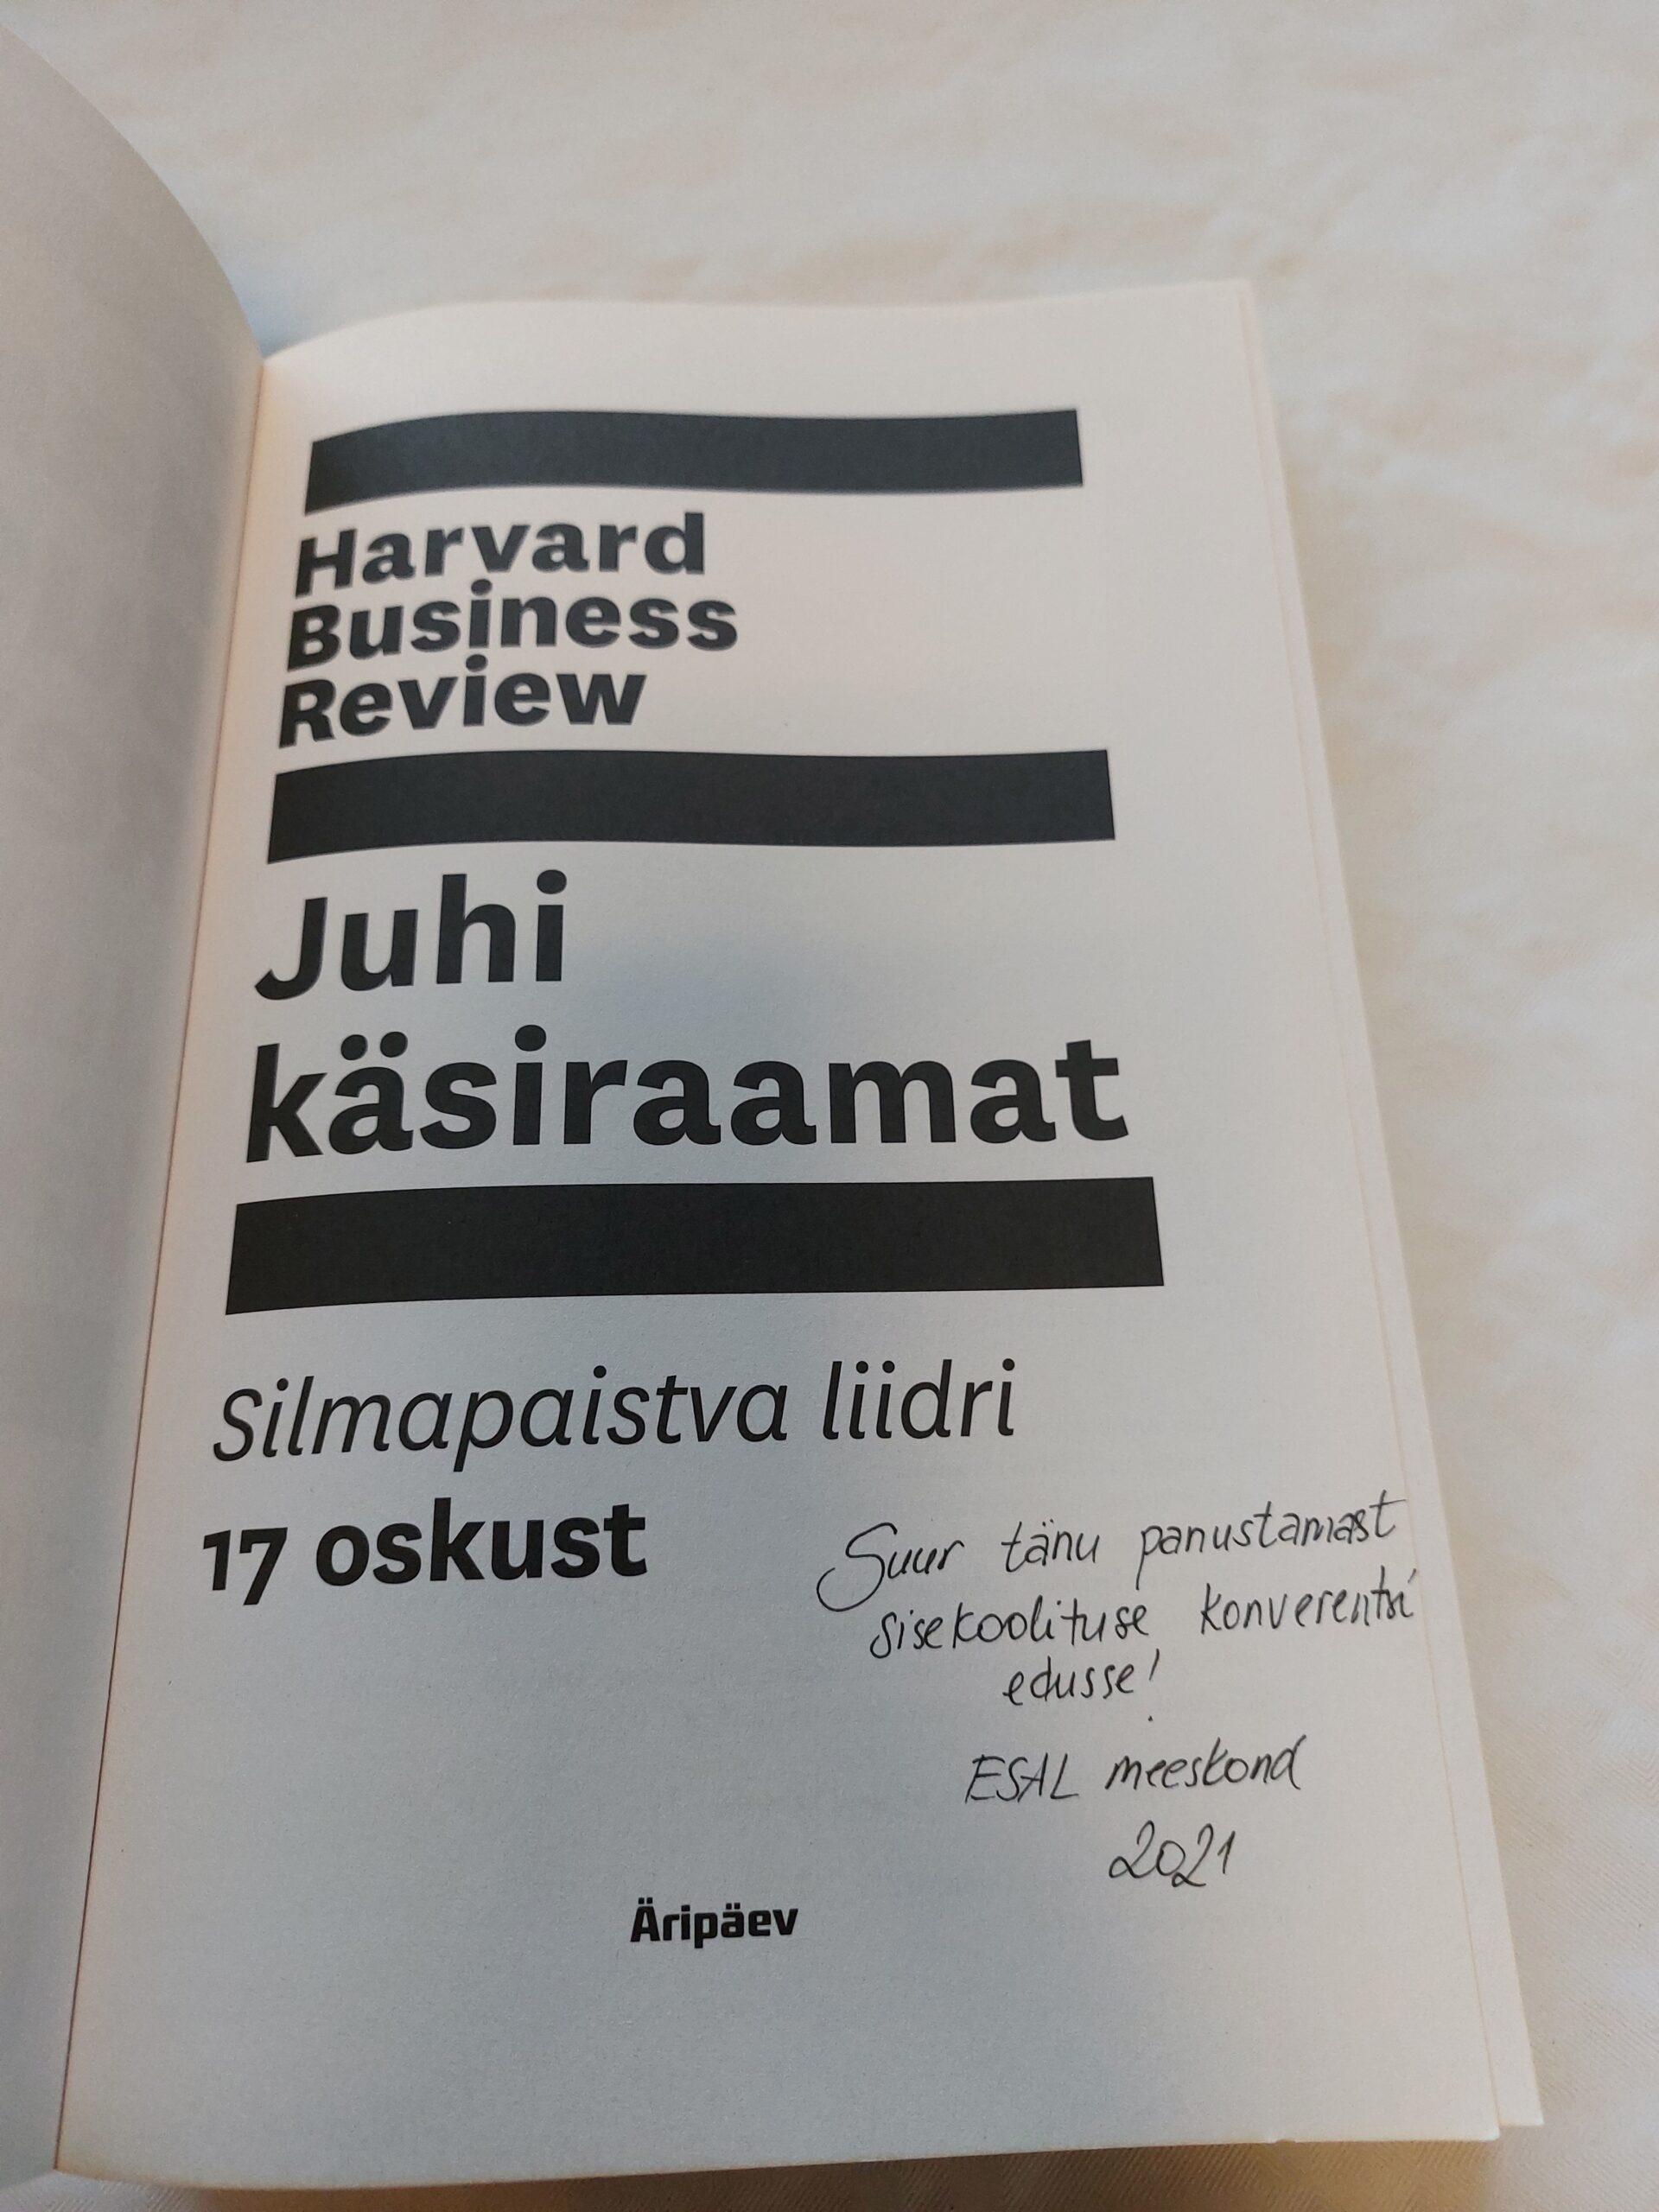 Harvard
Business
Review
Juhi
käsiraamat
Silmapaistva liidri
17 oskust
Suur tänu panustamast
sisekoolituse konverentsi
edusse!
ESAL meeskond
2021
Äripäev